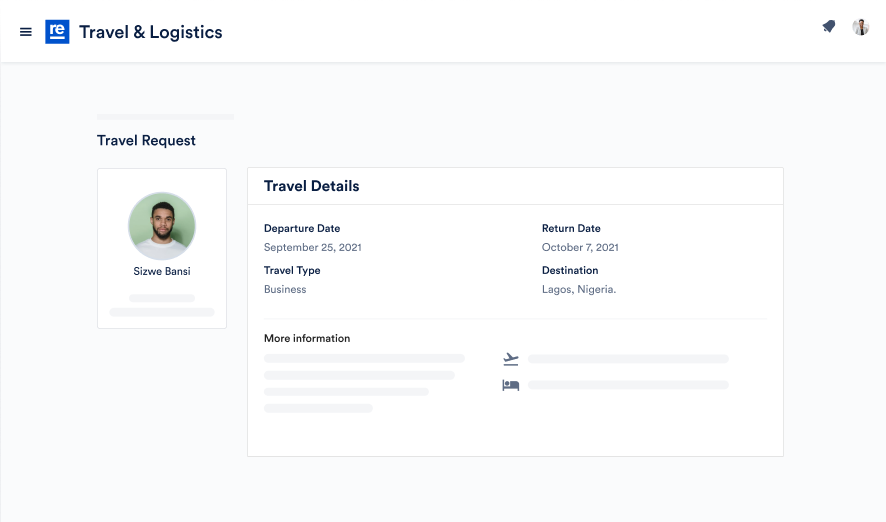 re
Travel & Logistics
Travel Request
Sizwe Bansi
Travel Details
Departure Date
September 25, 2021
Return Date
October 7, 2021
Travel Type
Business
Destination
Lagos, Nigeria.
More information